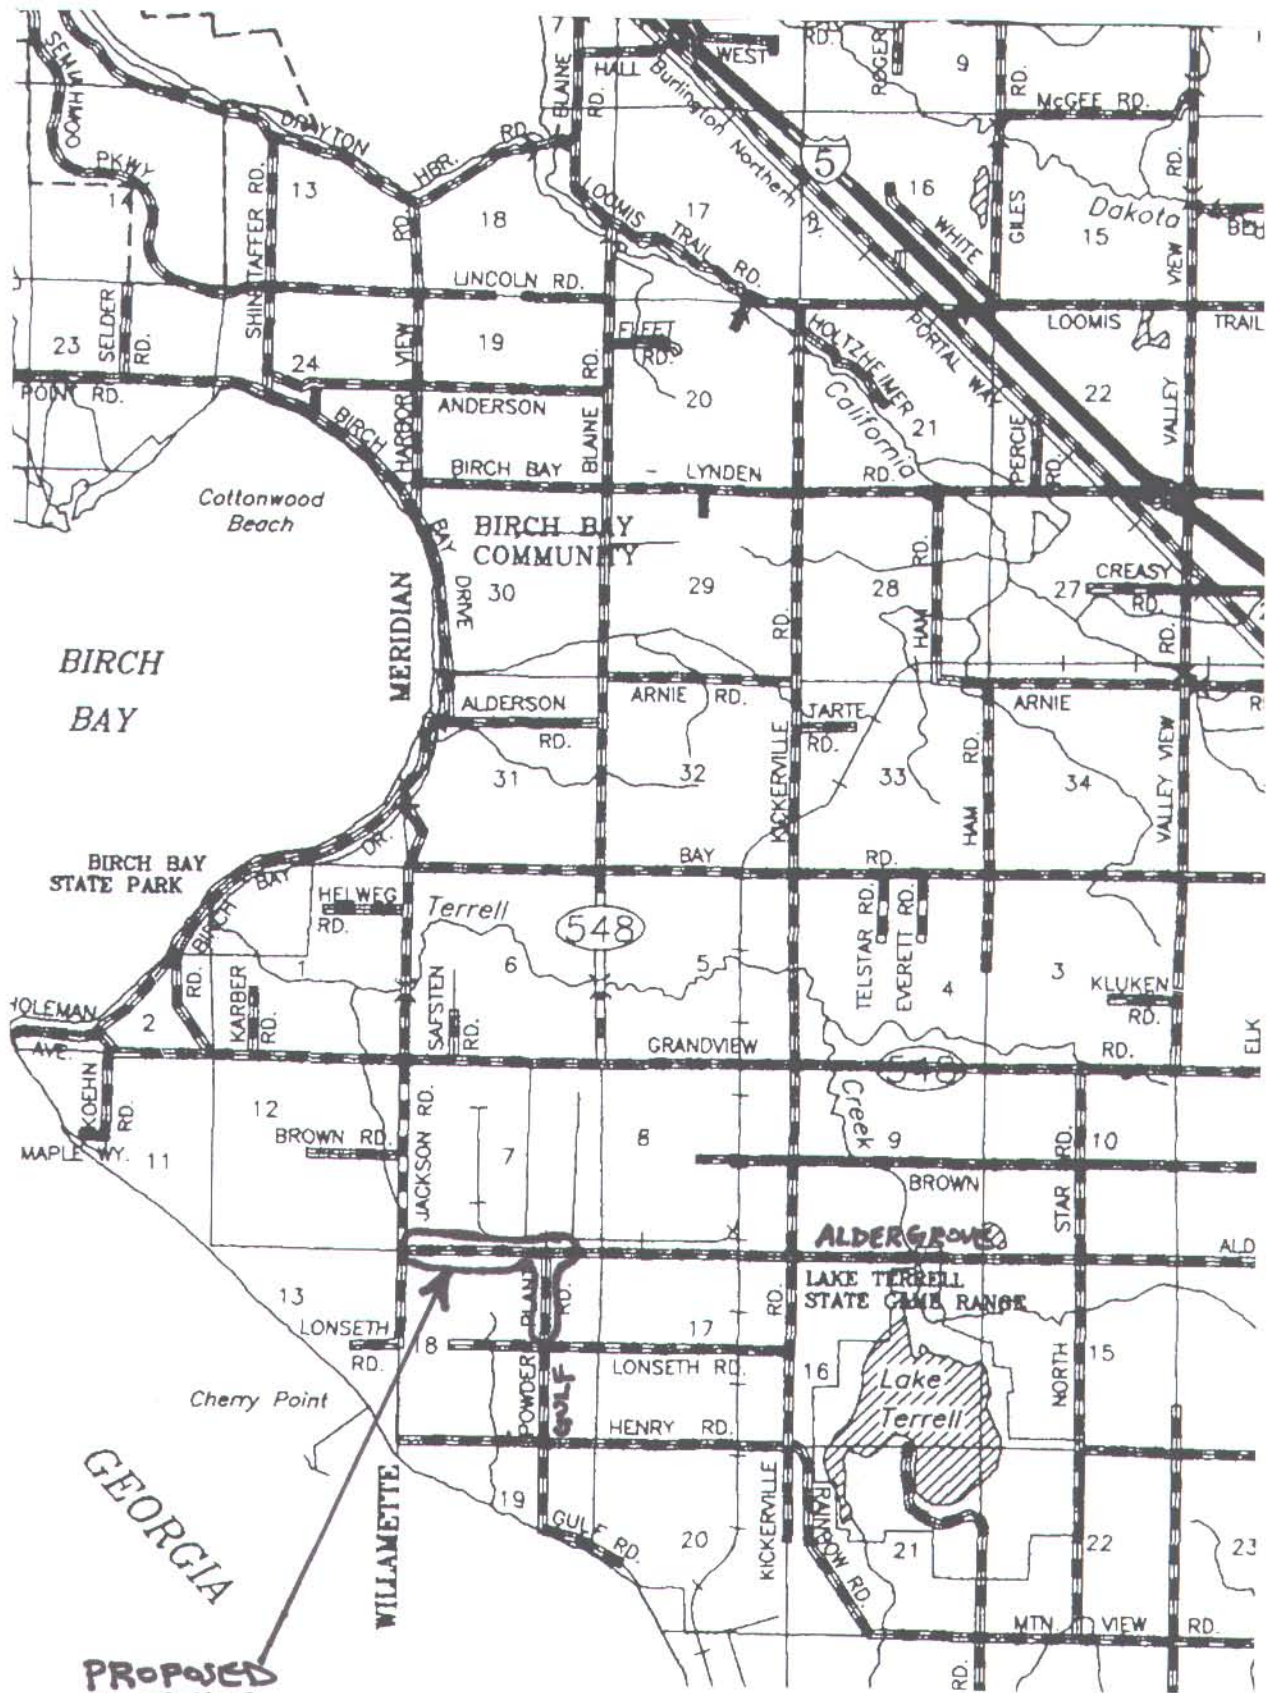 SEMIAHMOO
PKWY
DRAYTON
HBR.
RD.
BLAINE
RD.
7
HALL
WEST
RD.
ROGER
9
RD.
McGEE RD.
Burlington Northern Ry.
5
16
WHITE
GILES
Dakota
15
VIEW RD.
14
SHINTAFFER RD.
13
RD
18
LOOMIS TRAIL RD.
17
LINCOLN RD.
LOOMIS
TRAIL
23
SELDER
RD.
24
HARBOR VIEW
19
RD.
FLEET
RD.
20
HOLTZHEIMER
PORTAL WAY
California
21
22
VALLEY
POINT RD.
BIRCH
ANDERSON
BLAINE
PERCIE
RD.
BIRCH BAY
LYNDEN
RD.
Cottonwood
Beach
BAY
DRIVE
BIRCH BAY
COMMUNITY
30
29
28
HAM
RD.
27
CREASY
RD.
RD.
BIRCH
BAY
MERIDIAN
ALDERSON
RD.
ARNIE RD.
RD.
JARTE
RD.
ARNIE
R
31
32
KICKERVILLE
33
HAM
RD.
34
VALLEY VIEW
BIRCH BAY
STATE PARK
BIRCH
BAY
DR.
BAY
RD.
HELWEG
RD.
Terrell
548
TELSTAR RD.
EVERETT RD.
1
6
5
4
3
KLUKEN
RD.
HOLEMAN
AVE.
2
RD.
KARBER
RD.
SAFSTEN
RD.
GRANDVIEW
548
RD.
ELK
KOEHN
RD.
MAPLE WY.
11
12
BROWN RD.
JACKSON RD.
7
8
Creek
9
BROWN
STAR RD.
10
ALDERGROVE
ALD
LAKE TERRELL
STATE GAME RANGE
13
LONSETH
RD.
18
POWDER PLANT
RD.
GULF
17
LONSETH RD.
RD.
16
Lake
Terrell
NORTH
15
Cherry Point
HENRY RD.
GEORGIA
WILLAMETTE
19
GULF RD.
20
KICKERVILLE
RAINBOW RD.
21
22
23
MTN. VIEW RD.
RD.
PROPOSED